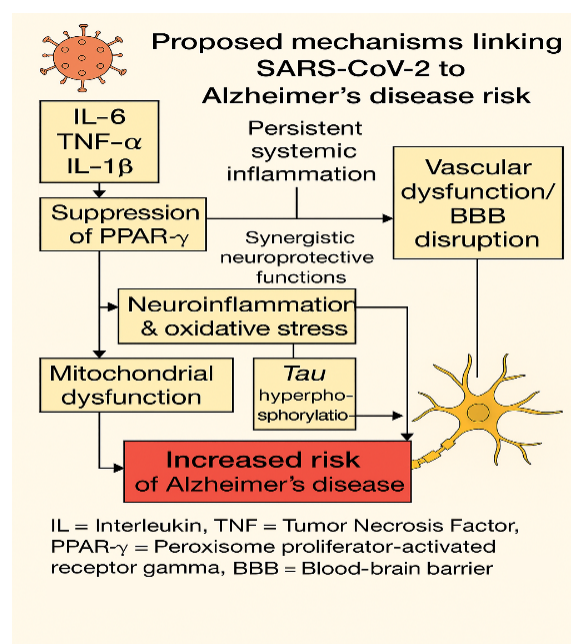 Proposed mechanisms linking
SARS-CoV-2 to
Alzheimer's disease risk
IL–6
TNF–α
IL–1β
Persistent
systemic
inflammation
Vascular
dysfunction/
BBB
disruption
Suppression
of PPAR-γ
Synergistic
neuroprotective
functions
Neuroinflammation
& oxidative stress
Mitochondrial
dysfunction
Tau
hyperpho-
sphorylatio
Increased risk
of Alzheimer's disease
IL = Interleukin, TNF = Tumor Necrosis Factor,
PPAR-γ = Peroxisome proliferator-activated
receptor gamma, BBB = Blood-brain barrier